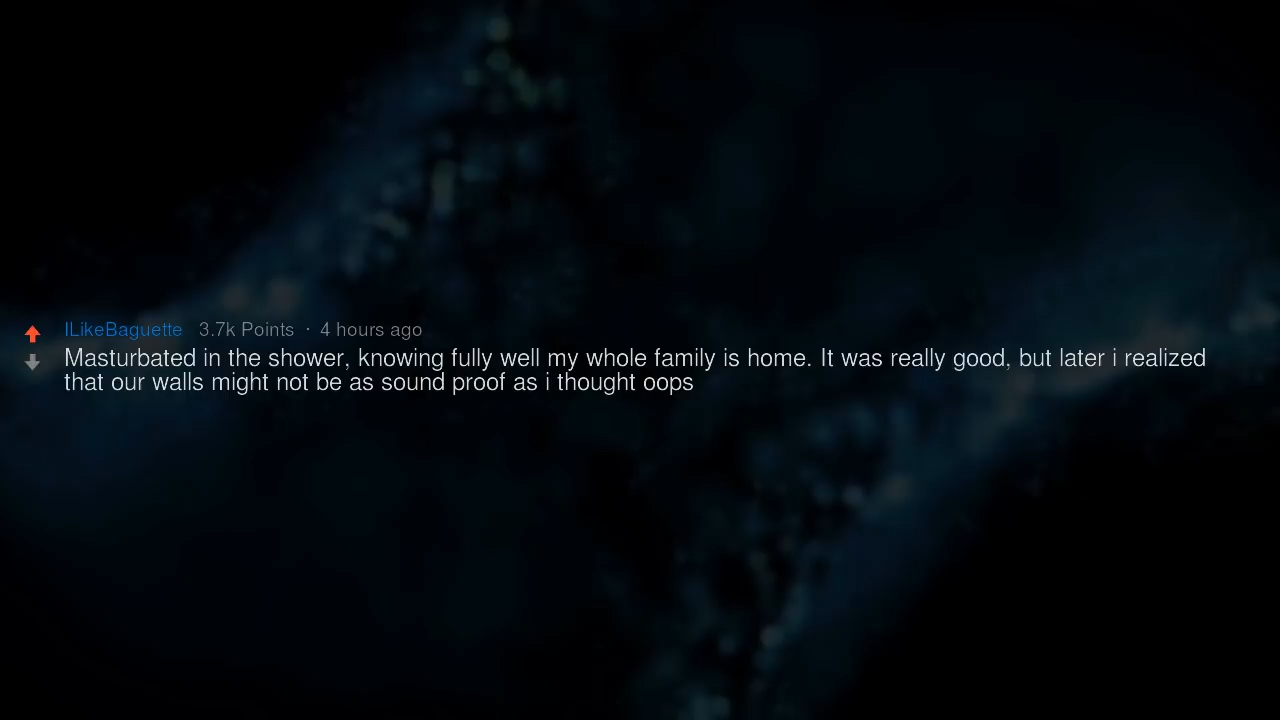 ILikeBaguette 3.7k Points · 4 hours ago
Masturbated in the shower, knowing fully well my whole family is home. It was really good, but later i realized
that our walls might not be as sound proof as i thought oops